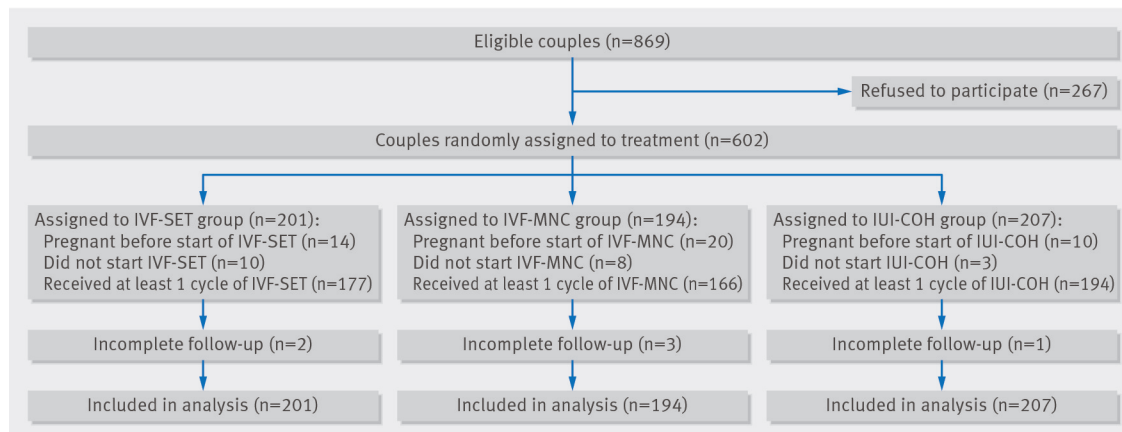 Eligible couples (n=869)
Refused to participate (n=267)
Couples randomly assigned to treatment (n=602)
Assigned to IVF-SET group (n=201):
Pregnant before start of IVF-SET (n=14)
Did not start IVF-SET (n=10)
Received at least 1 cycle of IVF-SET (n=177)
Assigned to IVF-MNC group (n=194):
Pregnant before start of IVF-MNC (n=20)
Did not start IVF-MNC (n=8)
Received at least 1 cycle of IVF-MNC (n=166)
Assigned to IUI-COH group (n=207):
Pregnant before start of IUI-COH (n=10)
Did not start IUI-COH (n=3)
Received at least 1 cycle of IUI-COH (n=194)
Incomplete follow-up (n=2)
Incomplete follow-up (n=3)
Incomplete follow-up (n=1)
Included in analysis (n=201)
Included in analysis (n=194)
Included in analysis (n=207)